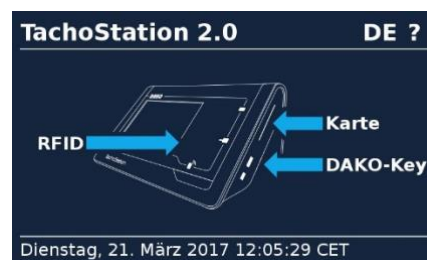 TachoStation 2.0 DE ?
Karte
RFID
DAKO-Key
Dienstag, 21. März 2017 12:05:29 CET